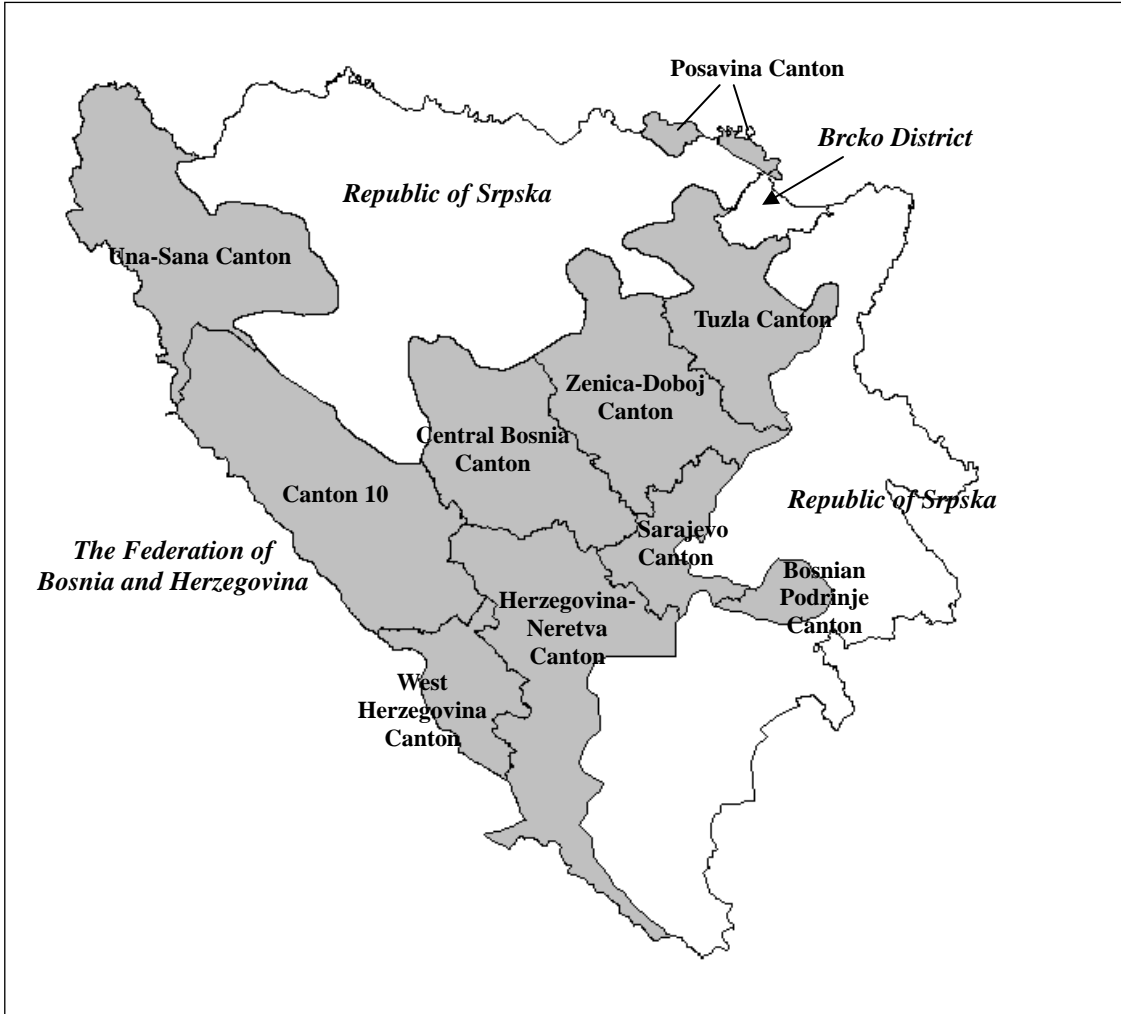 Posavina Canton
Brcko District
Republic of Srpska
Una-Sana Canton
Tuzla Canton
Zenica-Doboj
Canton
Central Bosnia
Canton
Canton 10
Republic of Srpska
Sarajevo
Canton
The Federation of
Bosnia and Herzegovina
Bosnian
Podrinje
Canton
Herzegovina-
Neretva
Canton
West
Herzegovina
Canton